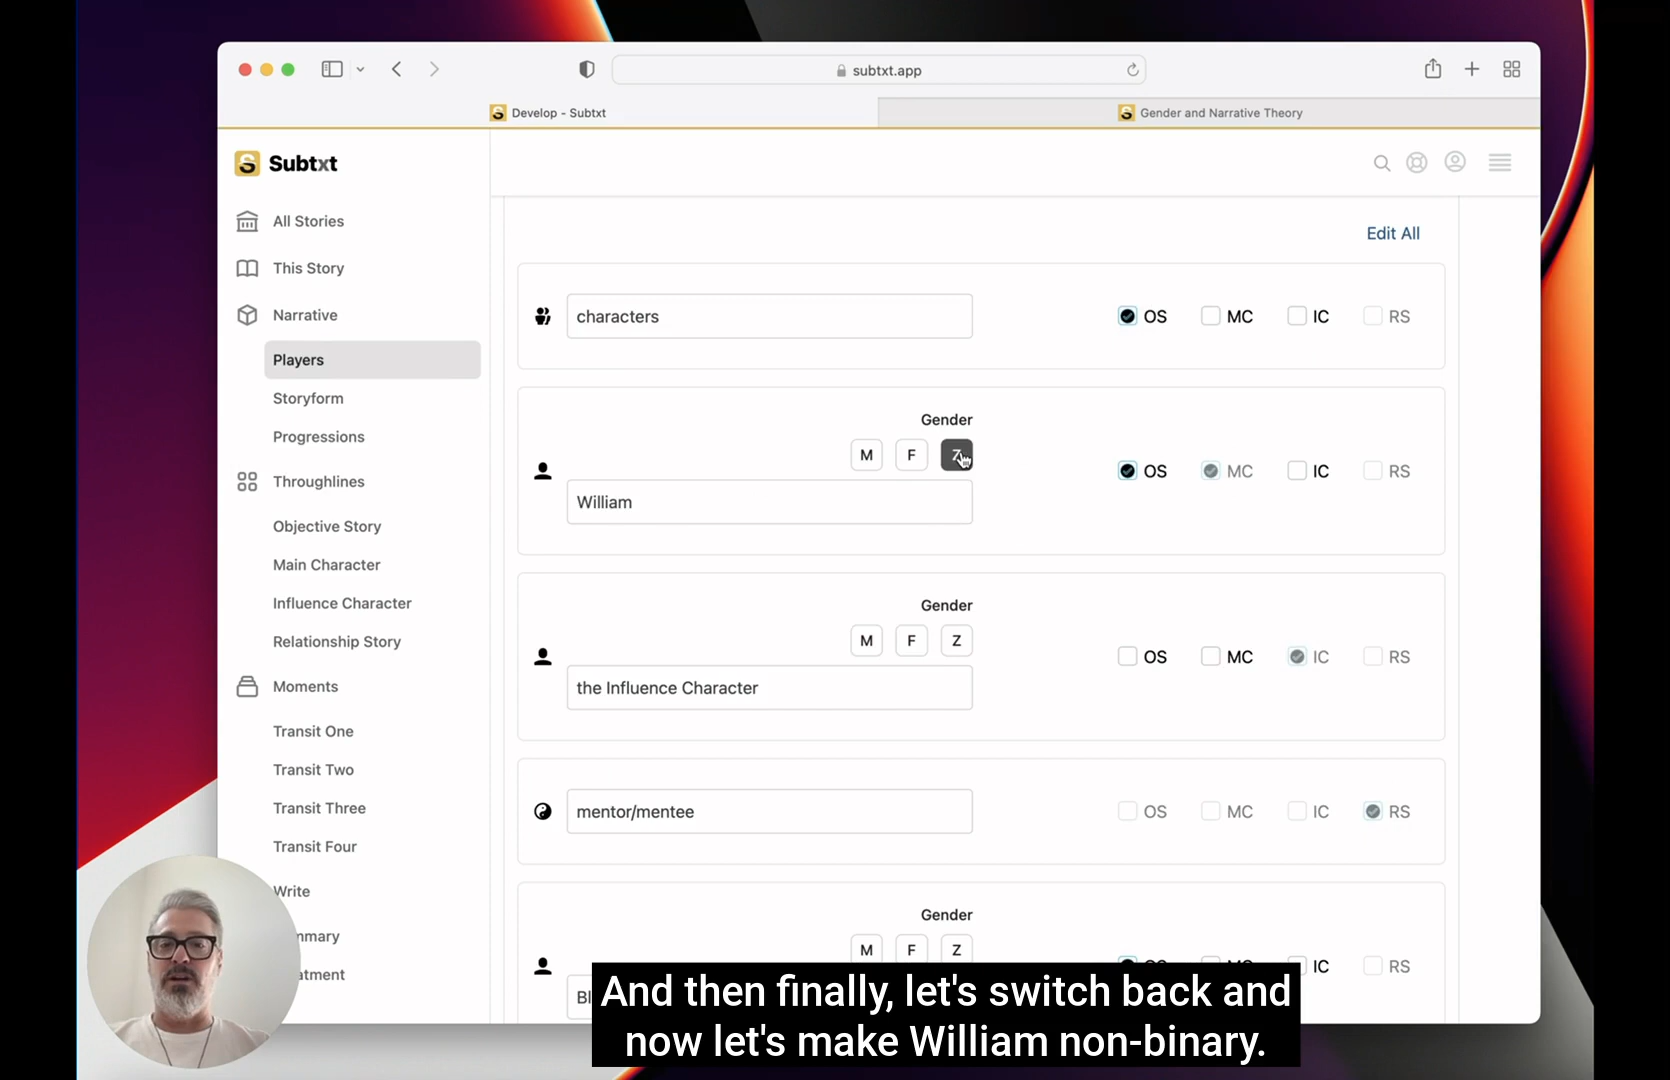 subtxt.app
Develop - Subtxt
Gender and Narrative Theory
Subtxt
All Stories
This Story
Narrative
Players
Storyform
Progressions
Throughlines
Objective Story
Main Character
Influence Character
Relationship Story
Moments
Transit One
Transit Two
Transit Three
Transit Four
Write
mmary
atment
Edit All
characters
OS MC IC RS
Gender
M F Z
William
OS MC IC RS
Gender
M F Z
the Influence Character
OS MC IC RS
mentor/mentee
OS MC IC RS
Gender
M F Z
Bl
IC RS
And then finally, let's switch back and
now let's make William non-binary.